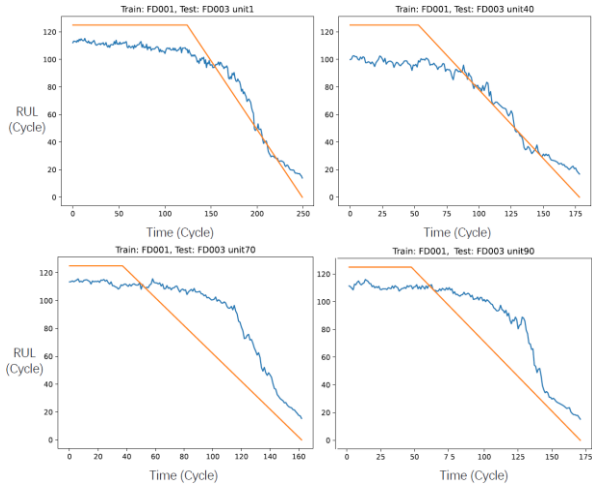 Train: FD001, Test: FD003 unit1
120
100
80
60
40
20
0
0 50 100 150 200 250
RUL
(Cycle)
Time (Cycle)
Train: FD001, Test: FD003 unit40
120
100
80
60
40
20
0
0 25 50 75 100 125 150 175
Time (Cycle)
Train: FD001, Test: FD003 unit70
120
100
80
60
40
20
0
0 20 40 60 80 100 120 140 160
RUL
(Cycle)
Time (Cycle)
Train: FD001, Test: FD003 unit90
120
100
80
60
40
20
0
0 25 50 75 100 125 150 175
Time (Cycle)